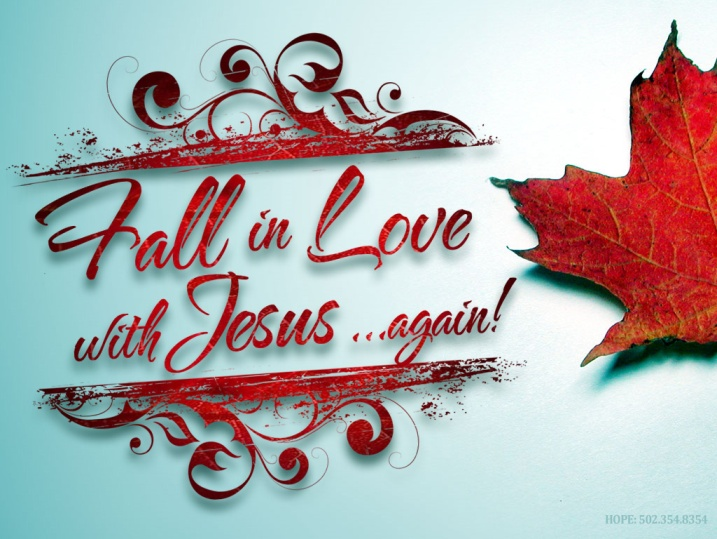 Fall in Love
with Jesus ...again!
HOPE: 502.354.8354